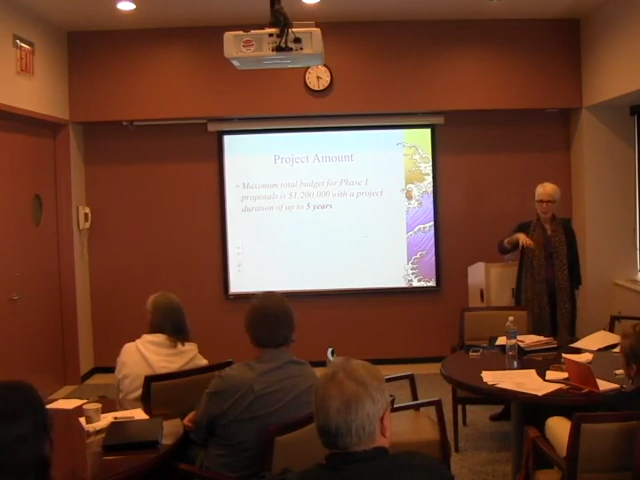 EXIT
Project Amount
Maximum total budget for Phase 1
proposals is $1,200,000 with a project
duration of up to 5 years